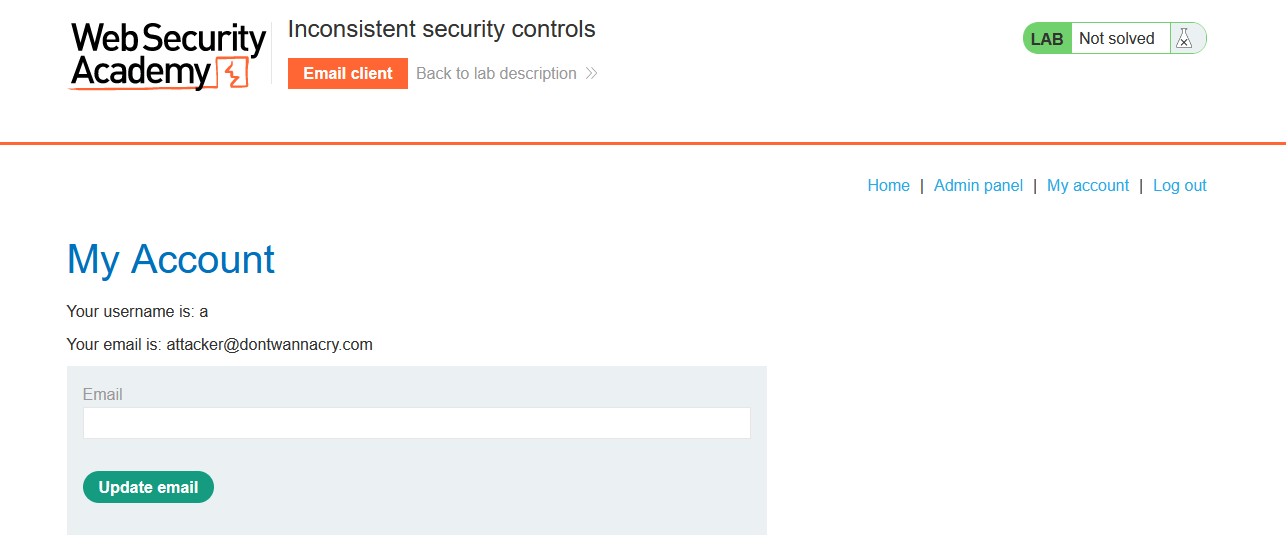 Web Security
Academy
Inconsistent security controls
Email client
Back to lab description
LAB
Not solved
Home | Admin panel | My account | Log out
My Account
Your username is: a
Your email is: attacker@dontwannacry.com
Email
Update email